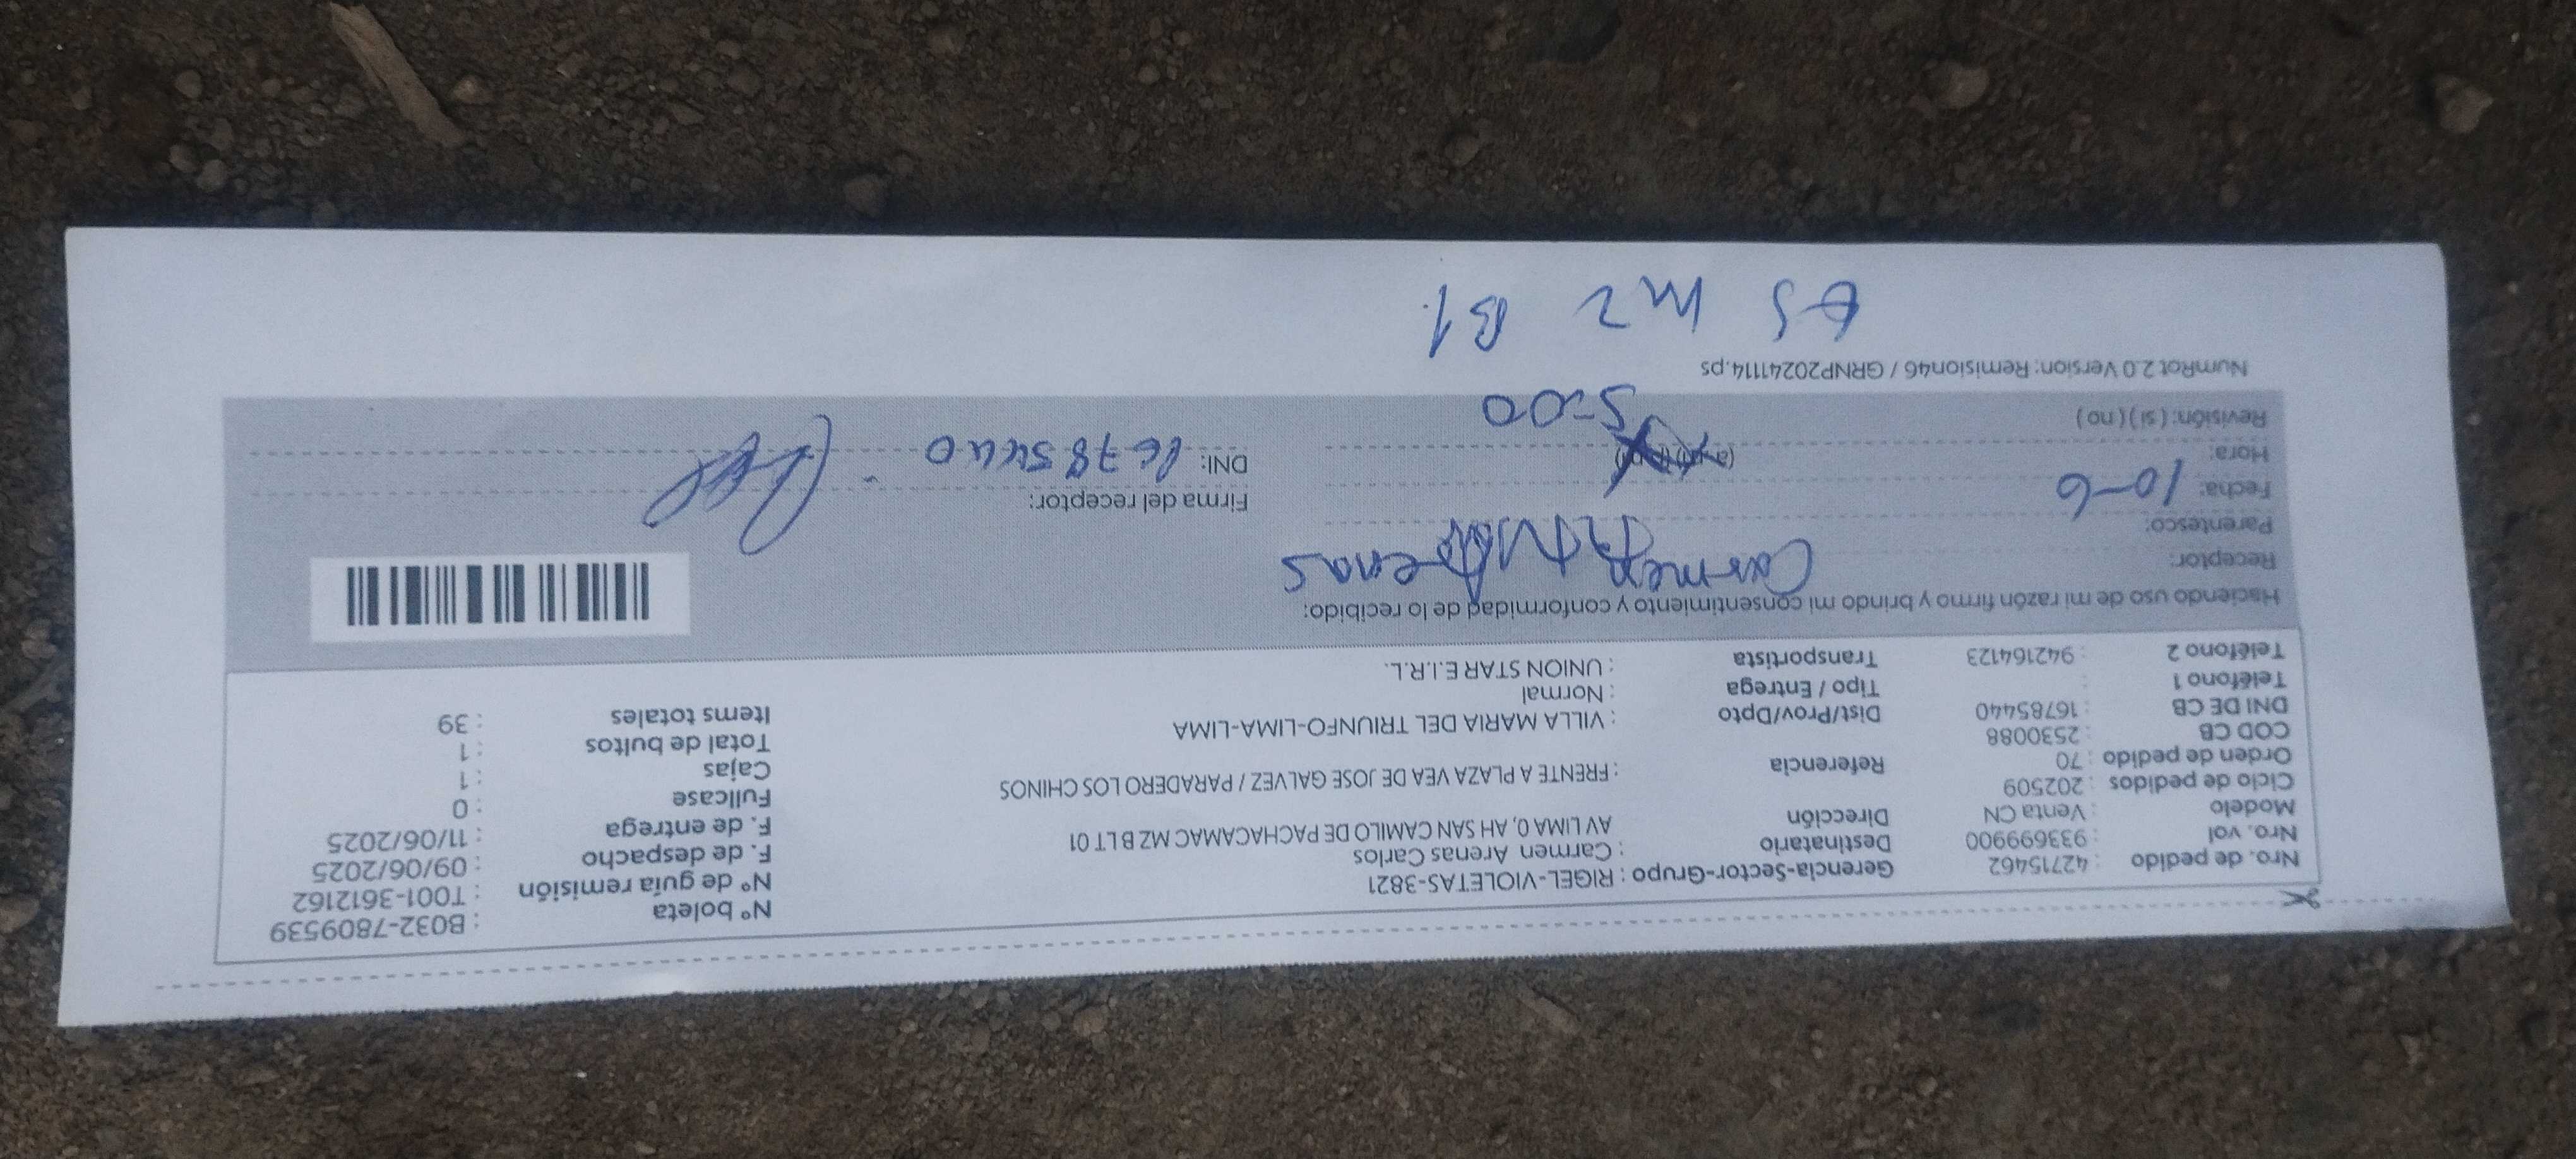 Nro. de pedido : 42715462
Nro. vol : 933699900
Modelo : Venta CN
Ciclo de pedidos : 202509
Orden de pedido : 70
COD CB : 2530088
DNI DE CB : 16785440
Teléfono 1 :
Teléfono 2 : 942164123
Gerencia-Sector-Grupo : RIGEL-VIOLETAS-3821
Destinatario : Carmen Arenas Carlos
Dirección AV LIMA 0, AH SAN CAMILO DE PACHACAMAC MZ B LT 01
Referencia : FRENTE A PLAZA VEA DE JOSE GALVEZ / PARADERO LOS CHINOS
Dist/Prov/Dpto : VILLA MARIA DEL TRIUNFO-LIMA-LIMA
Tipo / Entrega : Normal
Transportista : UNION STAR E.I.R.L.
N° boleta : B032-7809539
N° de guía remisión : T001-3612162
F. de despacho : 09/06/2025
F. de entrega : 11/06/2025
Fullcase : 0
Cajas : 1
Total de bultos : 1
Items totales : 39
Haciendo uso de mi razón firmo y brindo mi consentimiento y conformidad de lo recibido:
Receptor: Carmen Arenas
Parentesco:
Fecha: 10-6
Hora: 5-00
Revisión: ( si ) ( no )
Firma del receptor:
DNI: 16785440
NumRot 2.0 Version: Remision46 / GRNP20241114.ps
mz B1